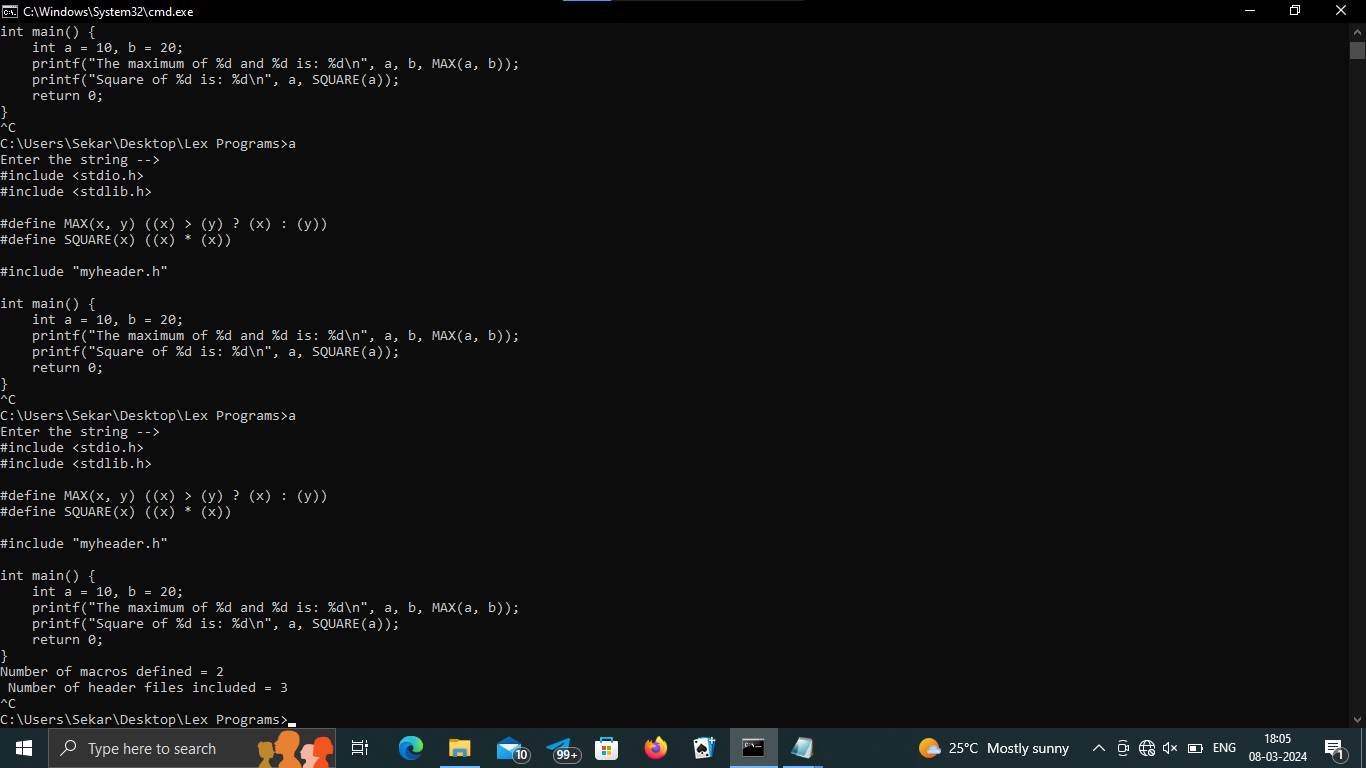 C:\Windows\System32\cmd.exe
int main() {
    int a = 10, b = 20;
    printf("The maximum of %d and %d is: %d\n", a, b, MAX(a, b));
    printf("Square of %d is: %d\n", a, SQUARE(a));
    return 0;
}
^C
C:\Users\Sekar\Desktop\Lex Programs>a
Enter the string -->
#include <stdio.h>
#include <stdlib.h>

#define MAX(x, y) ((x) > (y) ? (x) : (y))
#define SQUARE(x) ((x) * (x))

#include "myheader.h"

int main() {
    int a = 10, b = 20;
    printf("The maximum of %d and %d is: %d\n", a, b, MAX(a, b));
    printf("Square of %d is: %d\n", a, SQUARE(a));
    return 0;
}
^C
C:\Users\Sekar\Desktop\Lex Programs>a
Enter the string -->
#include <stdio.h>
#include <stdlib.h>

#define MAX(x, y) ((x) > (y) ? (x) : (y))
#define SQUARE(x) ((x) * (x))

#include "myheader.h"

int main() {
    int a = 10, b = 20;
    printf("The maximum of %d and %d is: %d\n", a, b, MAX(a, b));
    printf("Square of %d is: %d\n", a, SQUARE(a));
    return 0;
}
Number of macros defined = 2
 Number of header files included = 3
^C
C:\Users\Sekar\Desktop\Lex Programs>
Type here to search
10
99+
25°C Mostly sunny
ENG
18:05
08-03-2024
1